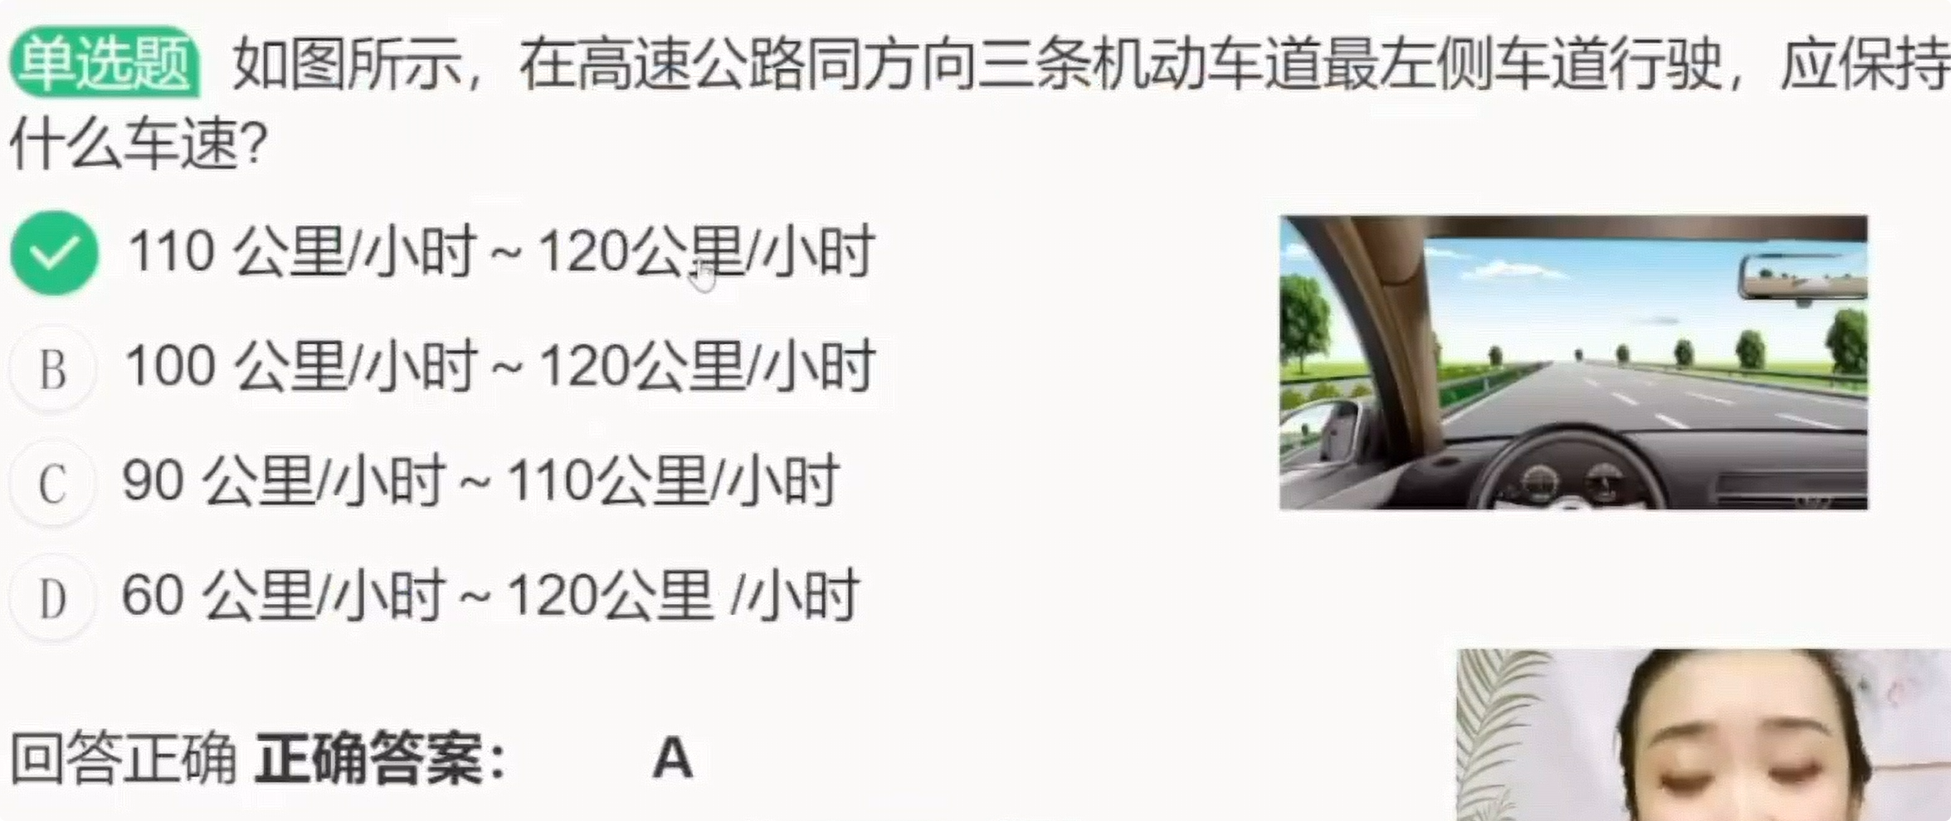 单选题 如图所示，在高速公路同方向三条机动车道最左侧车道行驶，应保持
什么车速？
110 公里/小时 ~ 120公里/小时
B 100 公里/小时 ~ 120公里/小时
C 90 公里/小时 ~ 110公里/小时
D 60 公里/小时 ~ 120公里 /小时
回答正确 正确答案： A